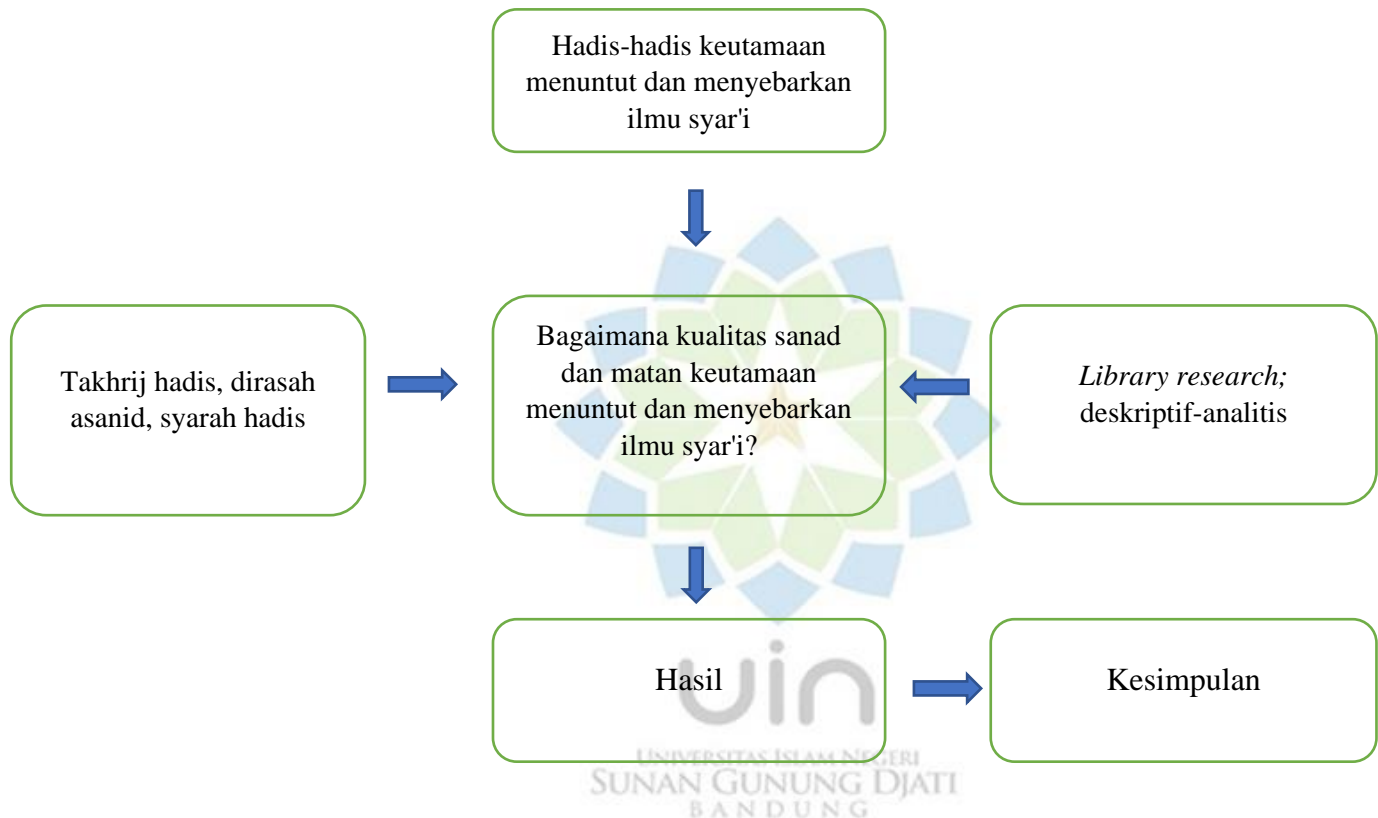 Hadis-hadis keutamaan
menuntut dan menyebarkan
ilmu syar'i
Takhrij hadis, dirasah
asanid, syarah hadis
Bagaimana kualitas sanad
dan matan keutamaan
menuntut dan menyebarkan
ilmu syar'i?
Library research;
deskriptif-analitis
Hasil
Kesimpulan
uin
UNIVERSITAS ISLAM NEGERI
SUNAN GUNUNG DJATI
BANDUNG